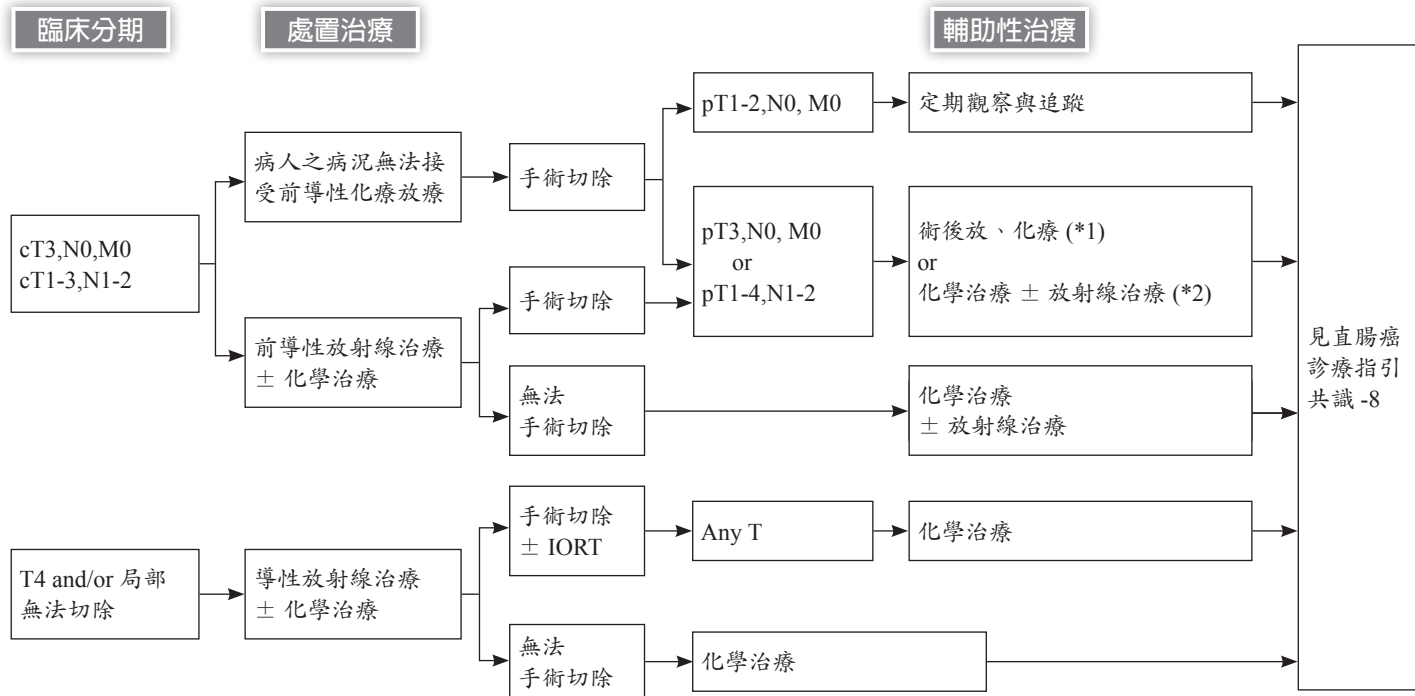 臨床分期
處置治療
輔助性治療
pT1-2,N0, M0
定期觀察與追蹤
病人之病況無法接
受前導性化療放療
手術切除
cT3,N0,M0
cT1-3,N1-2
pT3,N0, M0
or
pT1-4,N1-2
術後放、化療 (*1)
or
化學治療 ± 放射線治療 (*2)
手術切除
前導性放射線治療
± 化學治療
無法
手術切除
化學治療
± 放射線治療
見直腸癌
診療指引
共識 -8
T4 and/or 局部
無法切除
導性放射線治療
± 化學治療
手術切除
± IORT
Any T
化學治療
無法
手術切除
化學治療